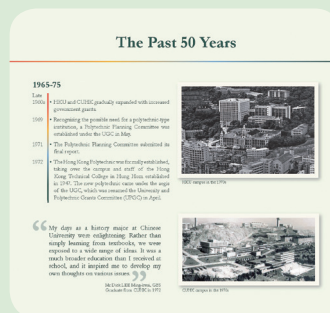 The Past 50 Years
1965-75
Late
1960s • HKU and CUHK gradually expanded with increased
government grants.
1969 • Recognising the possible need for a polytechnic-type
institution, a Polytechnic Planning Committee was
established under the UGC in May.
1971 • The Polytechnic Planning Committee submitted its
final report.
1972 • The Hong Kong Polytechnic was formally established,
taking over the campus and staff of the Hong
Kong Technical College in Hung Hom established
in 1947. The new polytechnic came under the aegis
of the UGC, which was renamed the University and
Polytechnic Grants Committee (UPGC) in April.
HKU campus in the 1970s
“ My days as a history major at Chinese
University were enlightening. Rather than
simply learning from textbooks, we were
exposed to a wide range of ideas. It was a
much broader education than I received at
school, and it inspired me to develop my
own thoughts on various issues. ”
Graduate from CUHK in 1972
CUHK campus in the 1970s